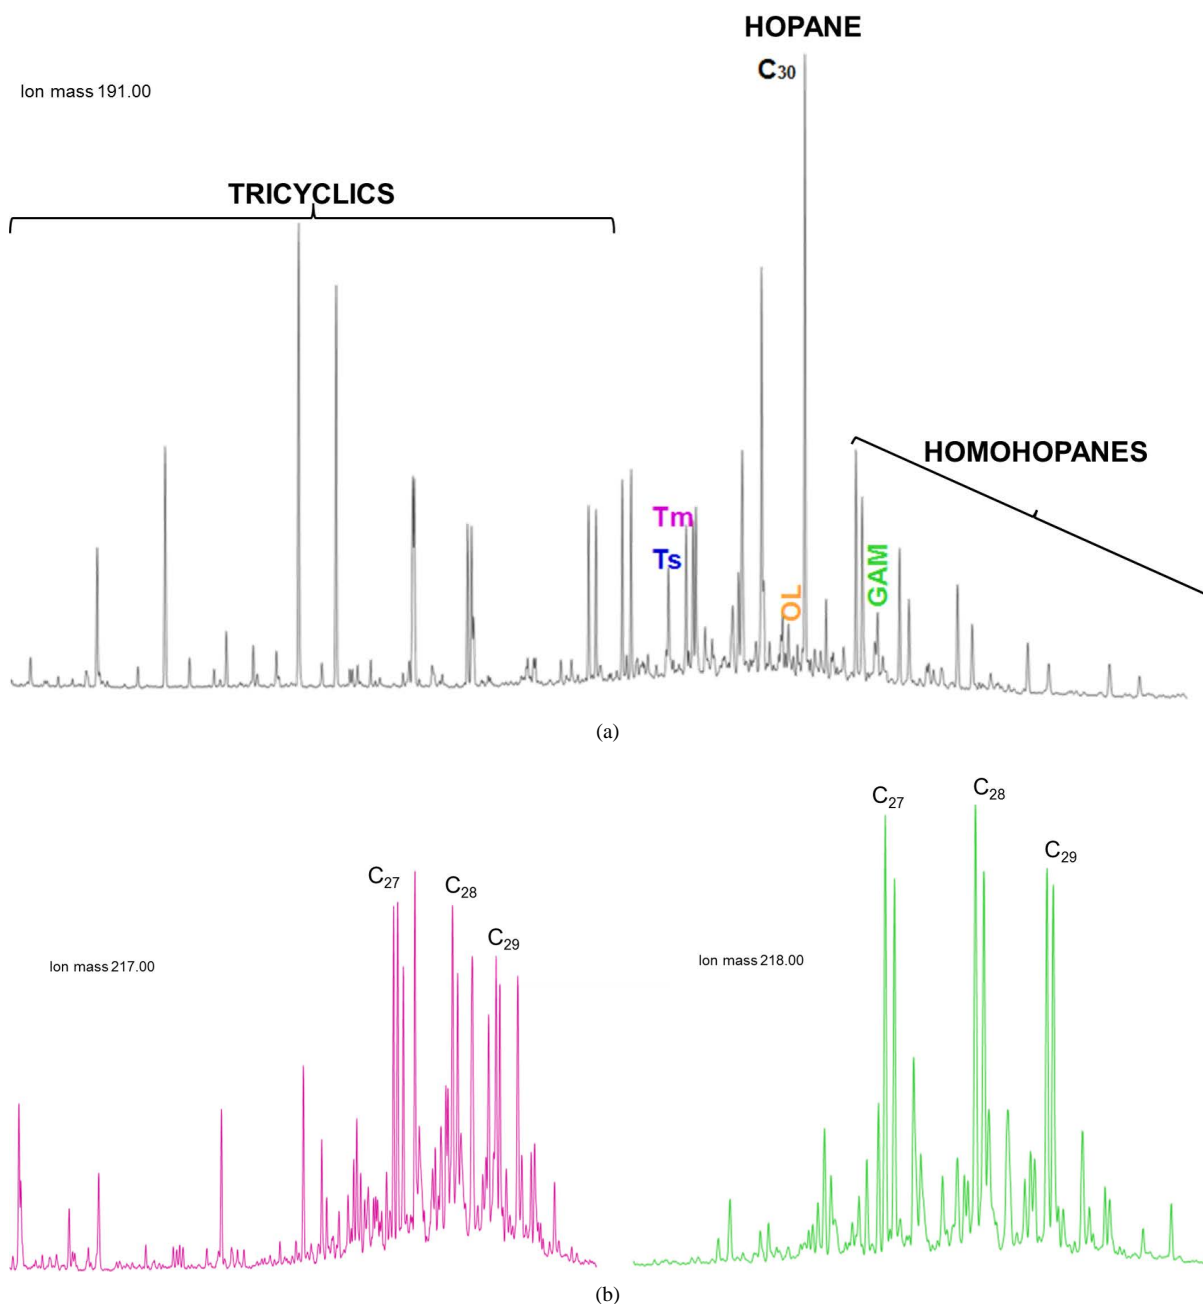 HOPANE
C₃₀
Ion mass 191.00
TRICYCLICS
HOMOHOPANES
Tm
Ts
OL
GAM
(a)
C₂₇
C₂₈
C₂₉
Ion mass 217.00
C₂₇
C₂₈
C₂₉
Ion mass 218.00
(b)